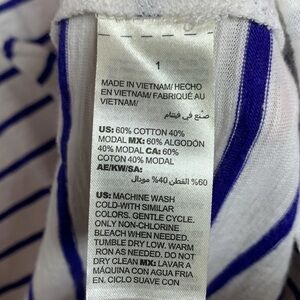 1
MADE IN VIETNAM/ HECHO
EN VIETNAM/ FABRIQUÉ AU
VIETNAM/
صنع في فيتنام
US: 60% COTTON 40%
MODAL MX: 60% ALGODÓN
40% MODAL CA: 60%
COTON 40% MODAL
AE/KW/SA:
60% القطن 40% مودال
US: MACHINE WASH
COLD-WITH SIMILAR
COLORS. GENTLE CYCLE.
ONLY NON-CHLORINE
BLEACH WHEN NEEDED.
TUMBLE DRY LOW. WARM
RON AS NEEDED. DO NOT
DRY CLEAN MX: LAVAR A
MÁQUINA CON AGUA FRIA
EN. CICLO SUAVE CON